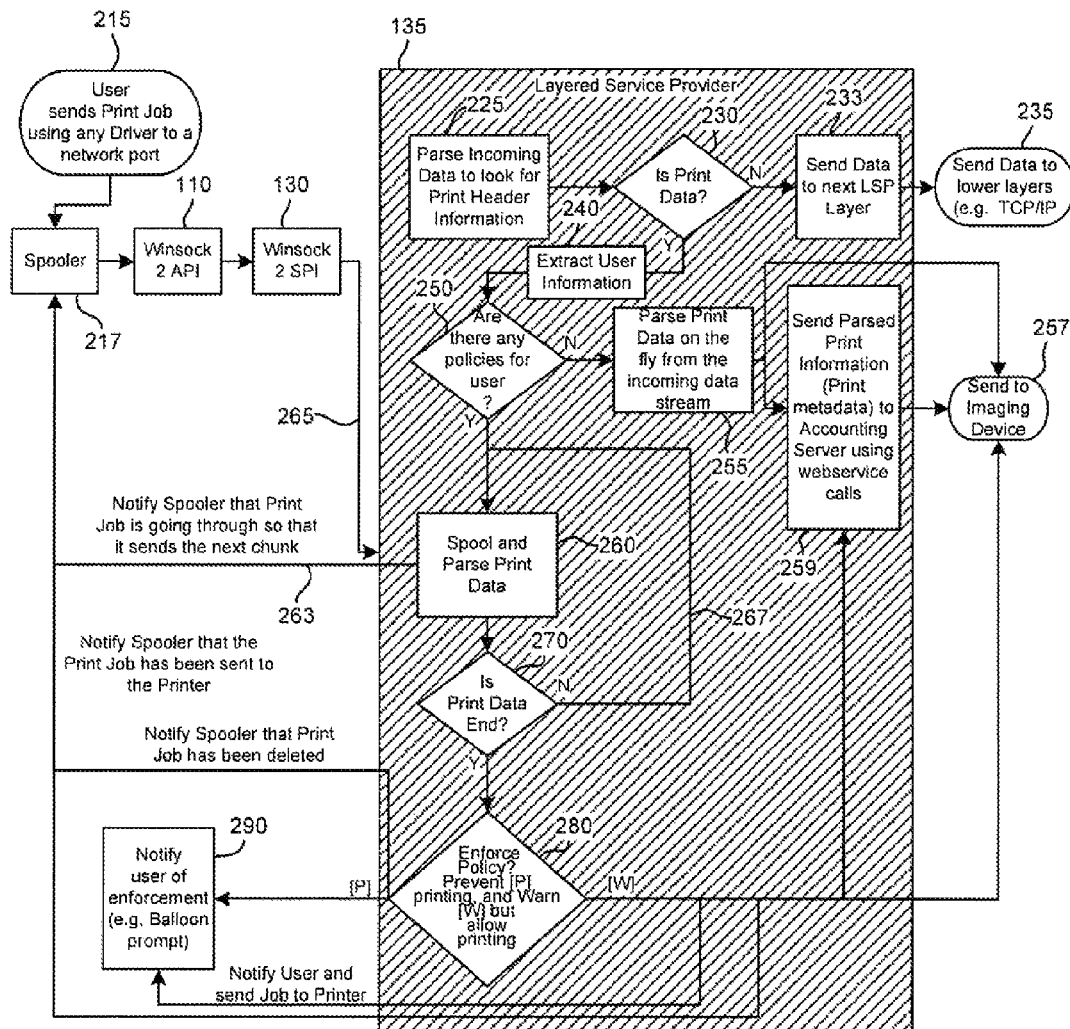 215
135
User
sends Print Job
using any Driver to a
network port
Layered Service Provider
225
230
233
235
Parse Incoming
Data to look for
Print Header
Information
Is
Print Data?
N
Y
Send Data
to next LSP
Layer
Send Data to
lower layers
(e.g. TCP/IP
110
130
Spooler
Winsock
2 API
Winsock
2 SPI
217
240
Extract User
Information
250
Are
there any
policies for
user
?
N
Y
Parse Print
Data on the
fly from the
incoming data
stream
255
Send Parsed
Print
Information
(Print
metadata) to
Accounting
Server using
webservice
calls
259
257
Send to
Imaging
Device
265
Notify Spooler that Print
Job is going through so that
it sends the next chunk
263
Spool and
Parse Print
Data
260
267
Notify Spooler that the
Print Job has been sent to
the Printer
270
Is
Print Data
End?
N
Y
Notify Spooler that Print
Job has been deleted
290
Notify
user of
enforcement
(e.g, Balloon
prompt)
[P]
280
Enforce
Policy?
Prevent [P]
printing, and Warn
[W] but
allow
printing
[W]
Notify User and
send Job to Printer